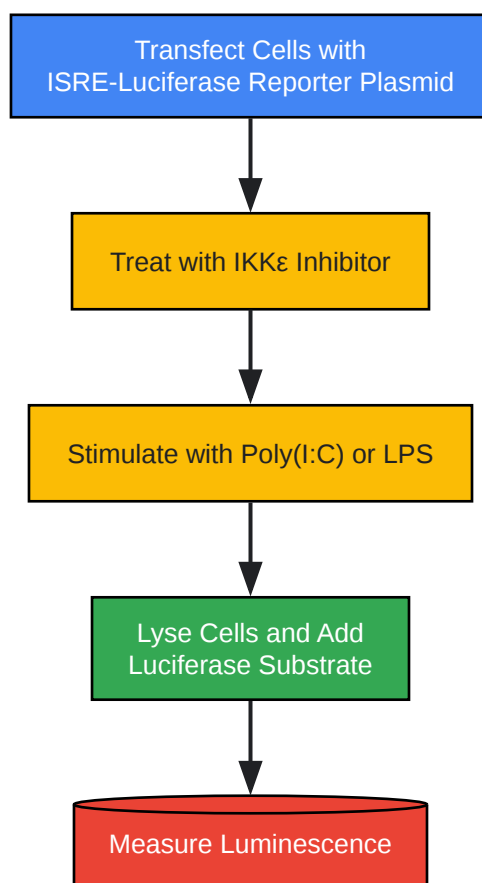 Transfect Cells with
ISRE-Luciferase Reporter Plasmid
Treat with IKKε Inhibitor
Stimulate with Poly(I:C) or LPS
Lyse Cells and Add
Luciferase Substrate
Measure Luminescence